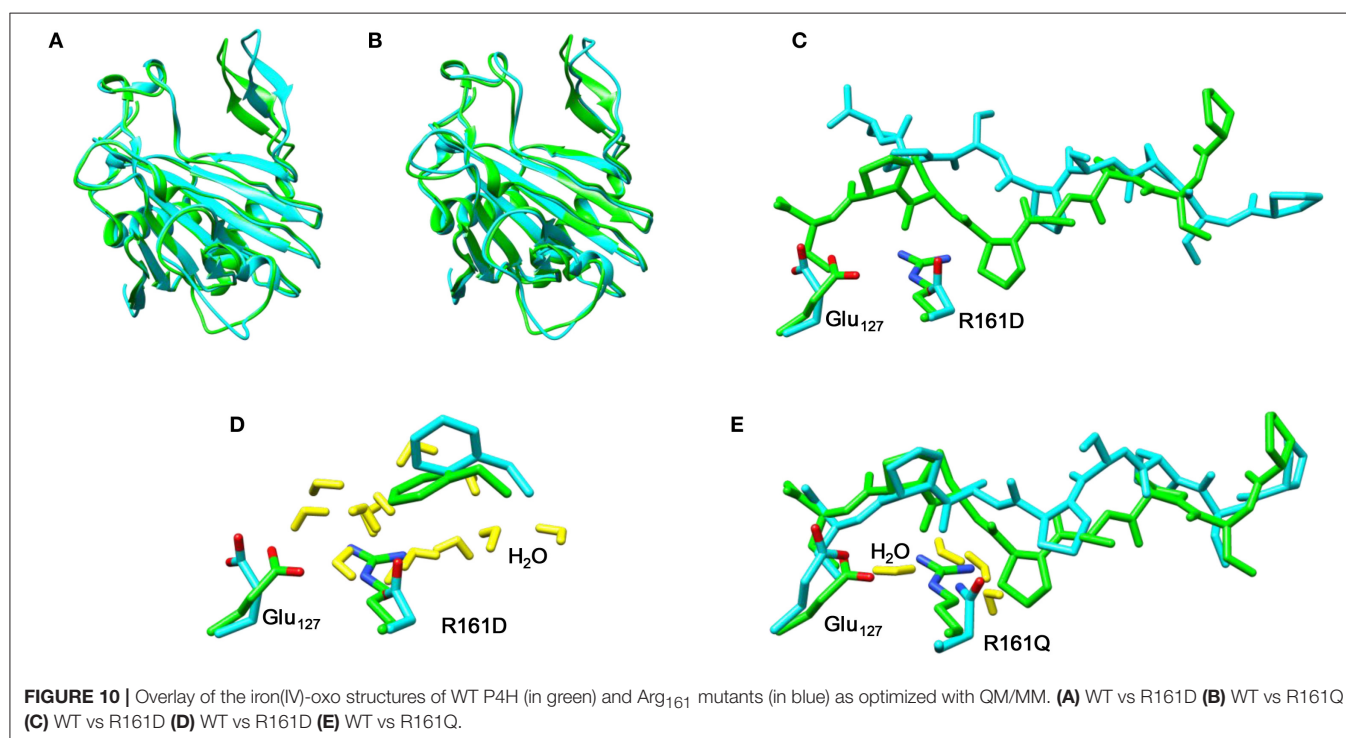 A
B
C
Glu127
R161D
D
H2O
Glu127
R161D
E
H2O
Glu127
R161Q
FIGURE 10 | Overlay of the iron(IV)-oxo structures of WT P4H (in green) and Arg161 mutants (in blue) as optimized with QM/MM. (A) WT vs R161D (B) WT vs R161Q
(C) WT vs R161D (D) WT vs R161D (E) WT vs R161Q.